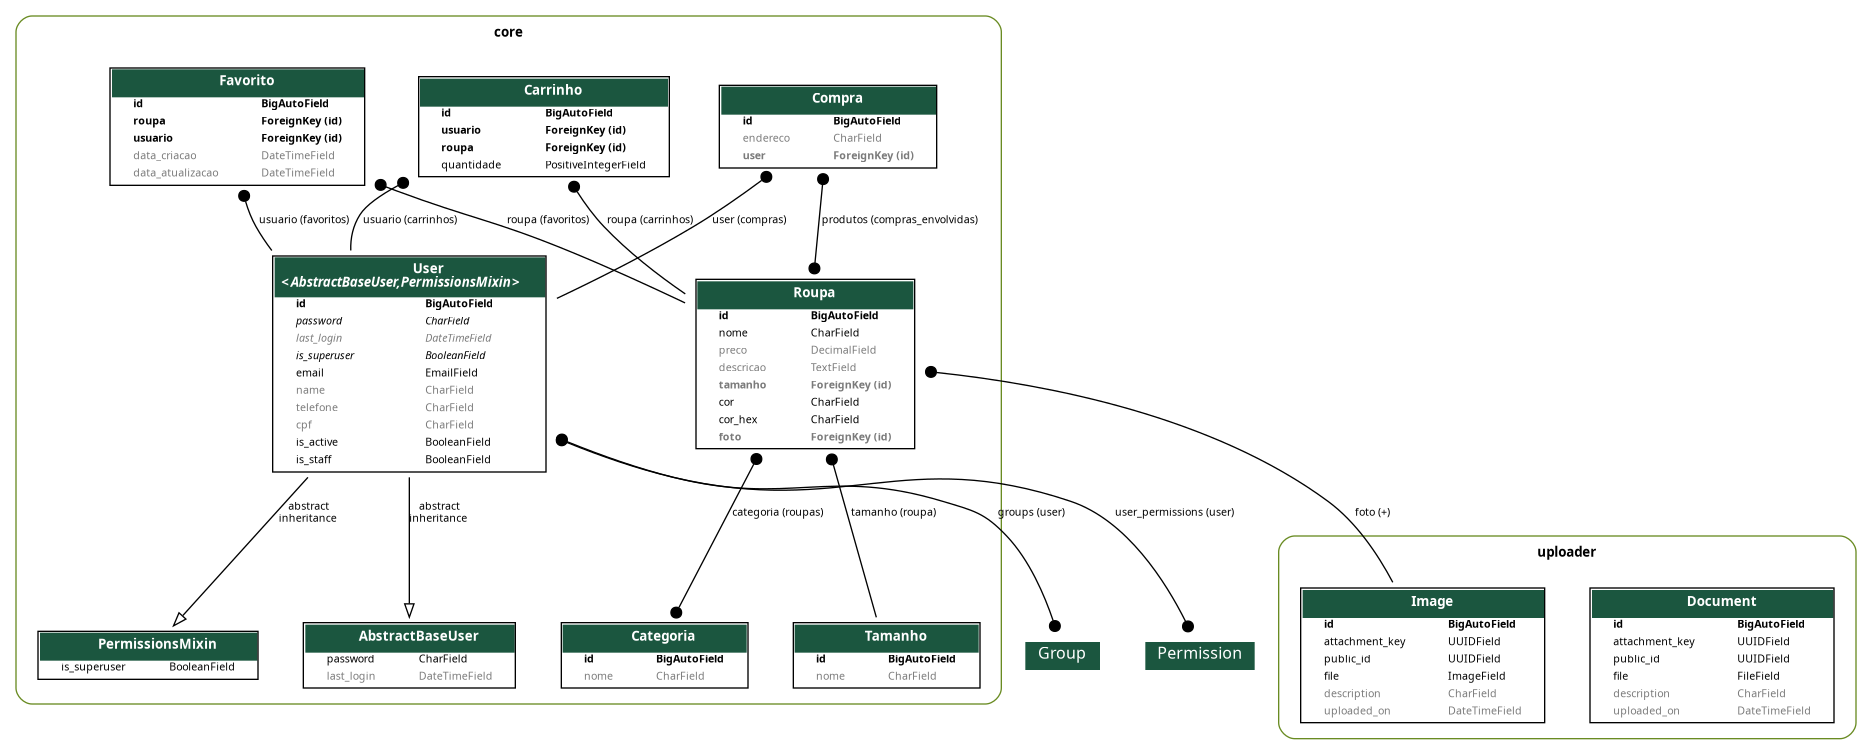 core
Favorito
id BigAutoField
roupa ForeignKey (id)
usuario ForeignKey (id)
data_criacao DateTimeField
data_atualizacao DateTimeField
Carrinho
id BigAutoField
usuario ForeignKey (id)
roupa ForeignKey (id)
quantidade PositiveIntegerField
Compra
id BigAutoField
endereco CharField
user ForeignKey (id)
usuario (favoritos)
usuario (carrinhos)
roupa (favoritos)
roupa (carrinhos)
user (compras)
produtos (compras_envolvidas)
User
<AbstractBaseUser,PermissionsMixin>
id BigAutoField
password CharField
last_login DateTimeField
is_superuser BooleanField
email EmailField
name CharField
telefone CharField
cpf CharField
is_active BooleanField
is_staff BooleanField
Roupa
id BigAutoField
nome CharField
preco DecimalField
descricao TextField
tamanho ForeignKey (id)
cor CharField
cor_hex CharField
foto ForeignKey (id)
abstract
inheritance
abstract
inheritance
categoria (roupas)
tamanho (roupa)
groups (user)
user_permissions (user)
foto (+)
PermissionsMixin
is_superuser BooleanField
AbstractBaseUser
password CharField
last_login DateTimeField
Categoria
id BigAutoField
nome CharField
Tamanho
id BigAutoField
nome CharField
Group
Permission
uploader
Image
id BigAutoField
attachment_key UUIDField
public_id UUIDField
file ImageField
description CharField
uploaded_on DateTimeField
Document
id BigAutoField
attachment_key UUIDField
public_id UUIDField
file FileField
description CharField
uploaded_on DateTimeField